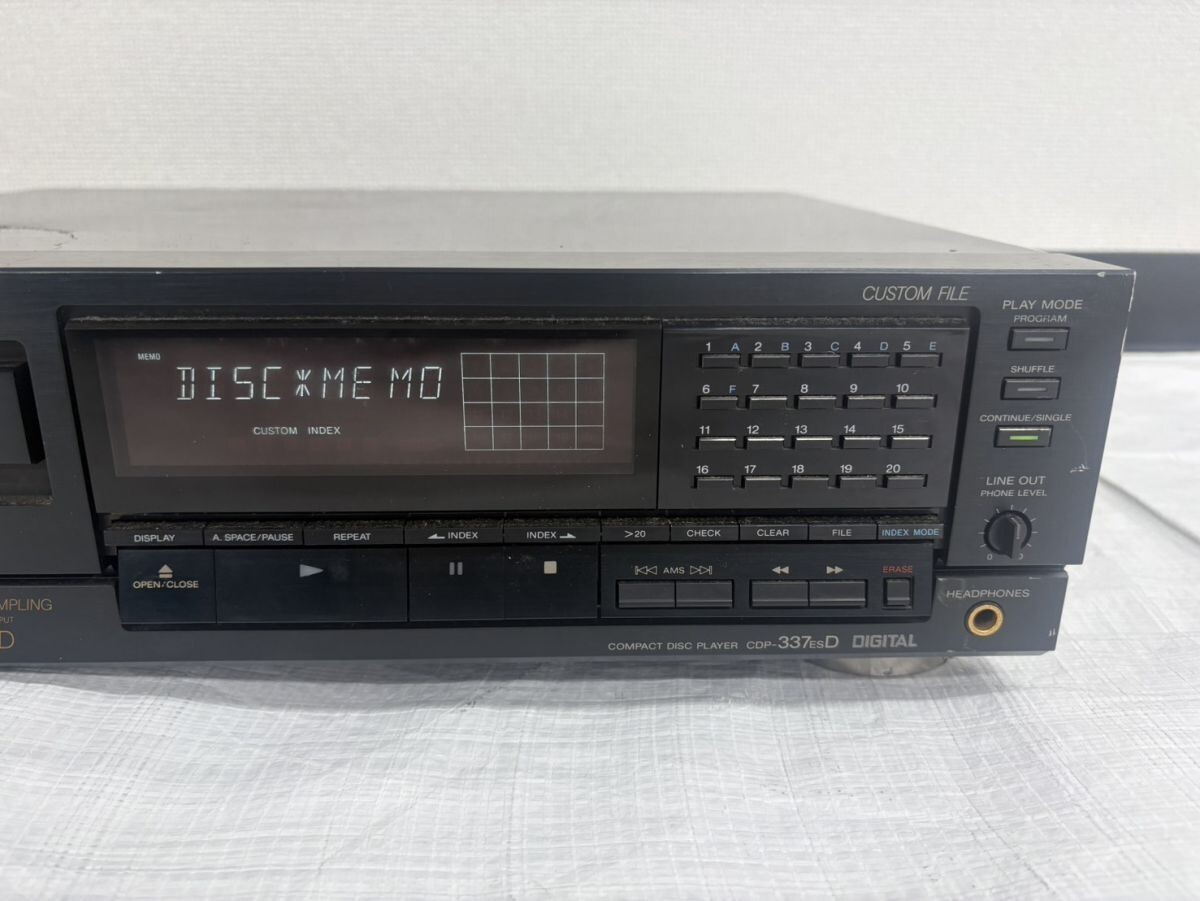 CUSTOM FILE
PLAY MODE
PROGRAM
SHUFFLE
CONTINUE/SINGLE
LINE OUT
PHONE LEVEL
0
HEADPHONES
MEMO
DISC*MEMO
CUSTOM INDEX
1 A 2 B 3 C 4 D 5 E
6 F 7 8 9 10
11 12 13 14 15
16 17 18 19 20
DISPLAY A.SPACE/PAUSE REPEAT INDEX INDEX >20 CHECK CLEAR FILE INDEX MODE
OPEN/CLOSE
AMS
ERASE
MPLING
PUT
D
COMPACT DISC PLAYER CDP-337ESD DIGITAL